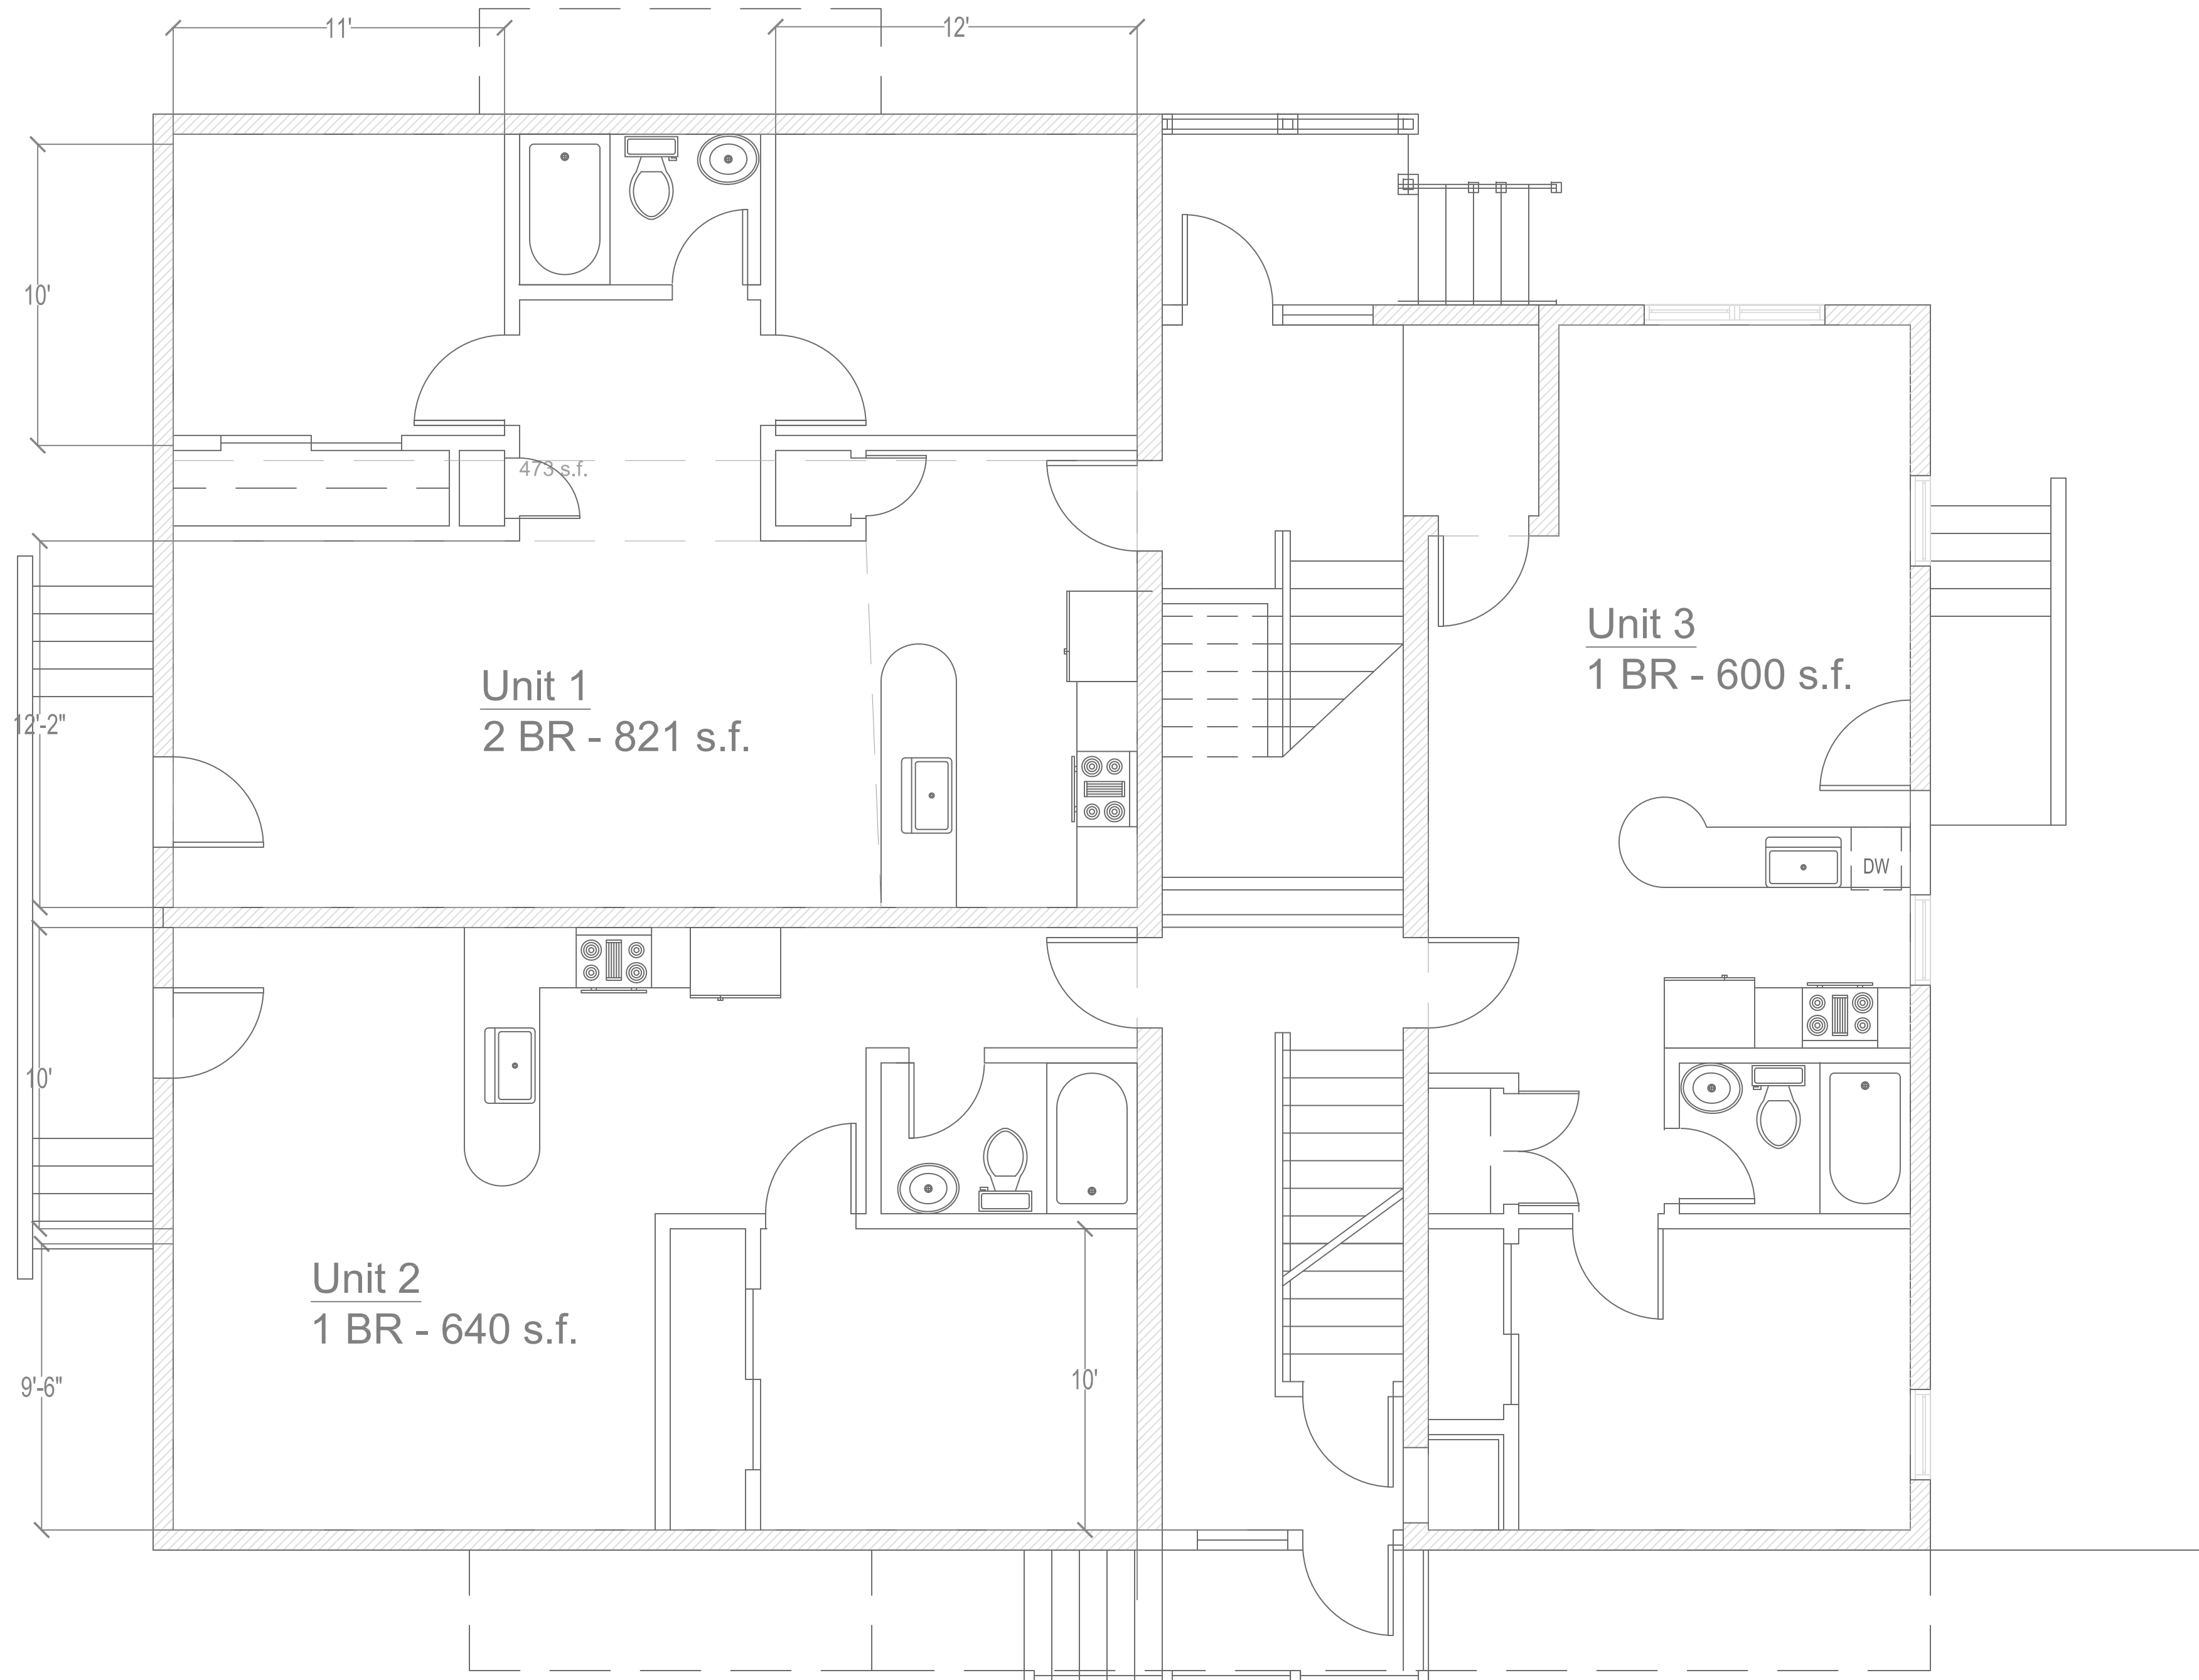 11'
12'
10'
473 s.f.
Unit 3
1 BR - 600 s.f.
Unit 1
2 BR - 821 s.f.
12'-2"
DW
10'
Unit 2
1 BR - 640 s.f.
9'-6"
10'